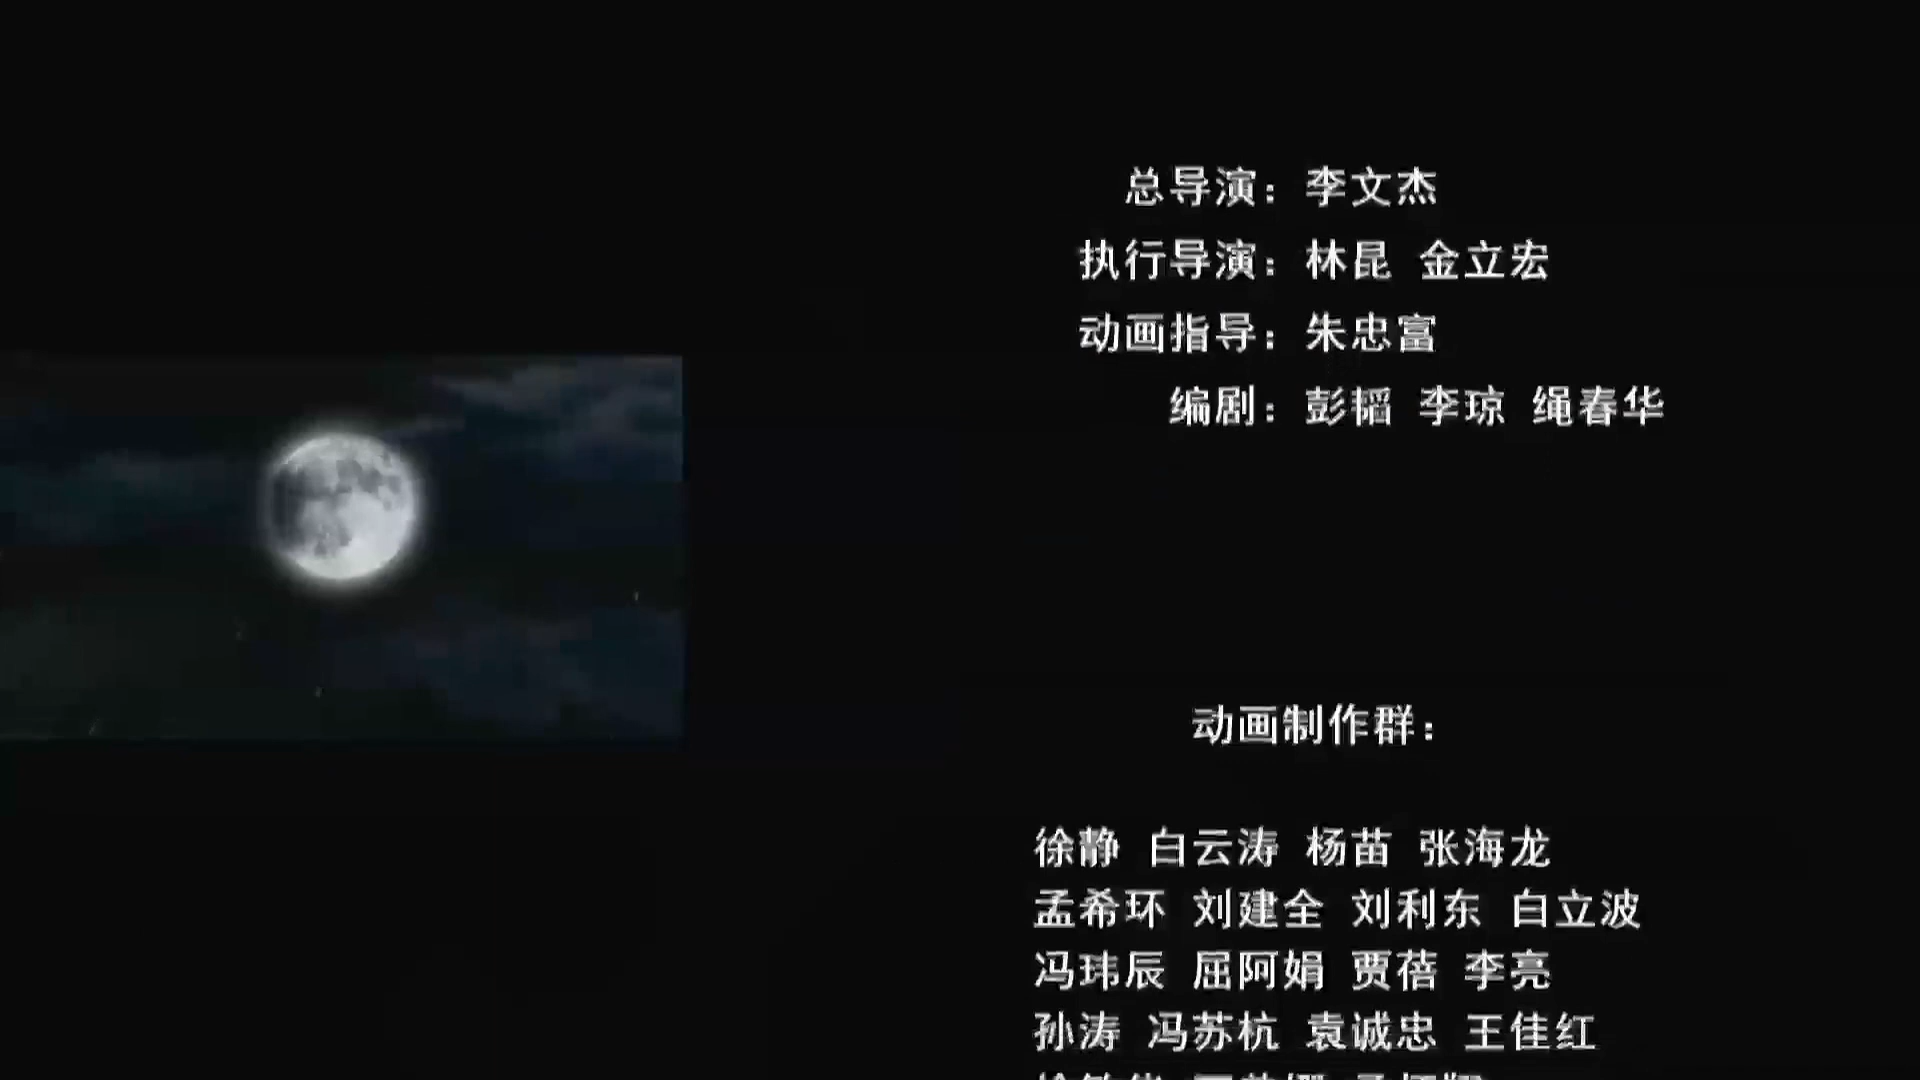 总导演：李文杰
执行导演：林昆 金立宏
动画指导：朱忠富
编剧：彭韬 李琼 绳春华
动画制作群：
徐静 白云涛 杨苗 张海龙
孟希环 刘建全 刘利东 白立波
冯玮辰 屈阿娟 贾蓓 李亮
孙涛 冯苏杭 袁诚忠 王佳红